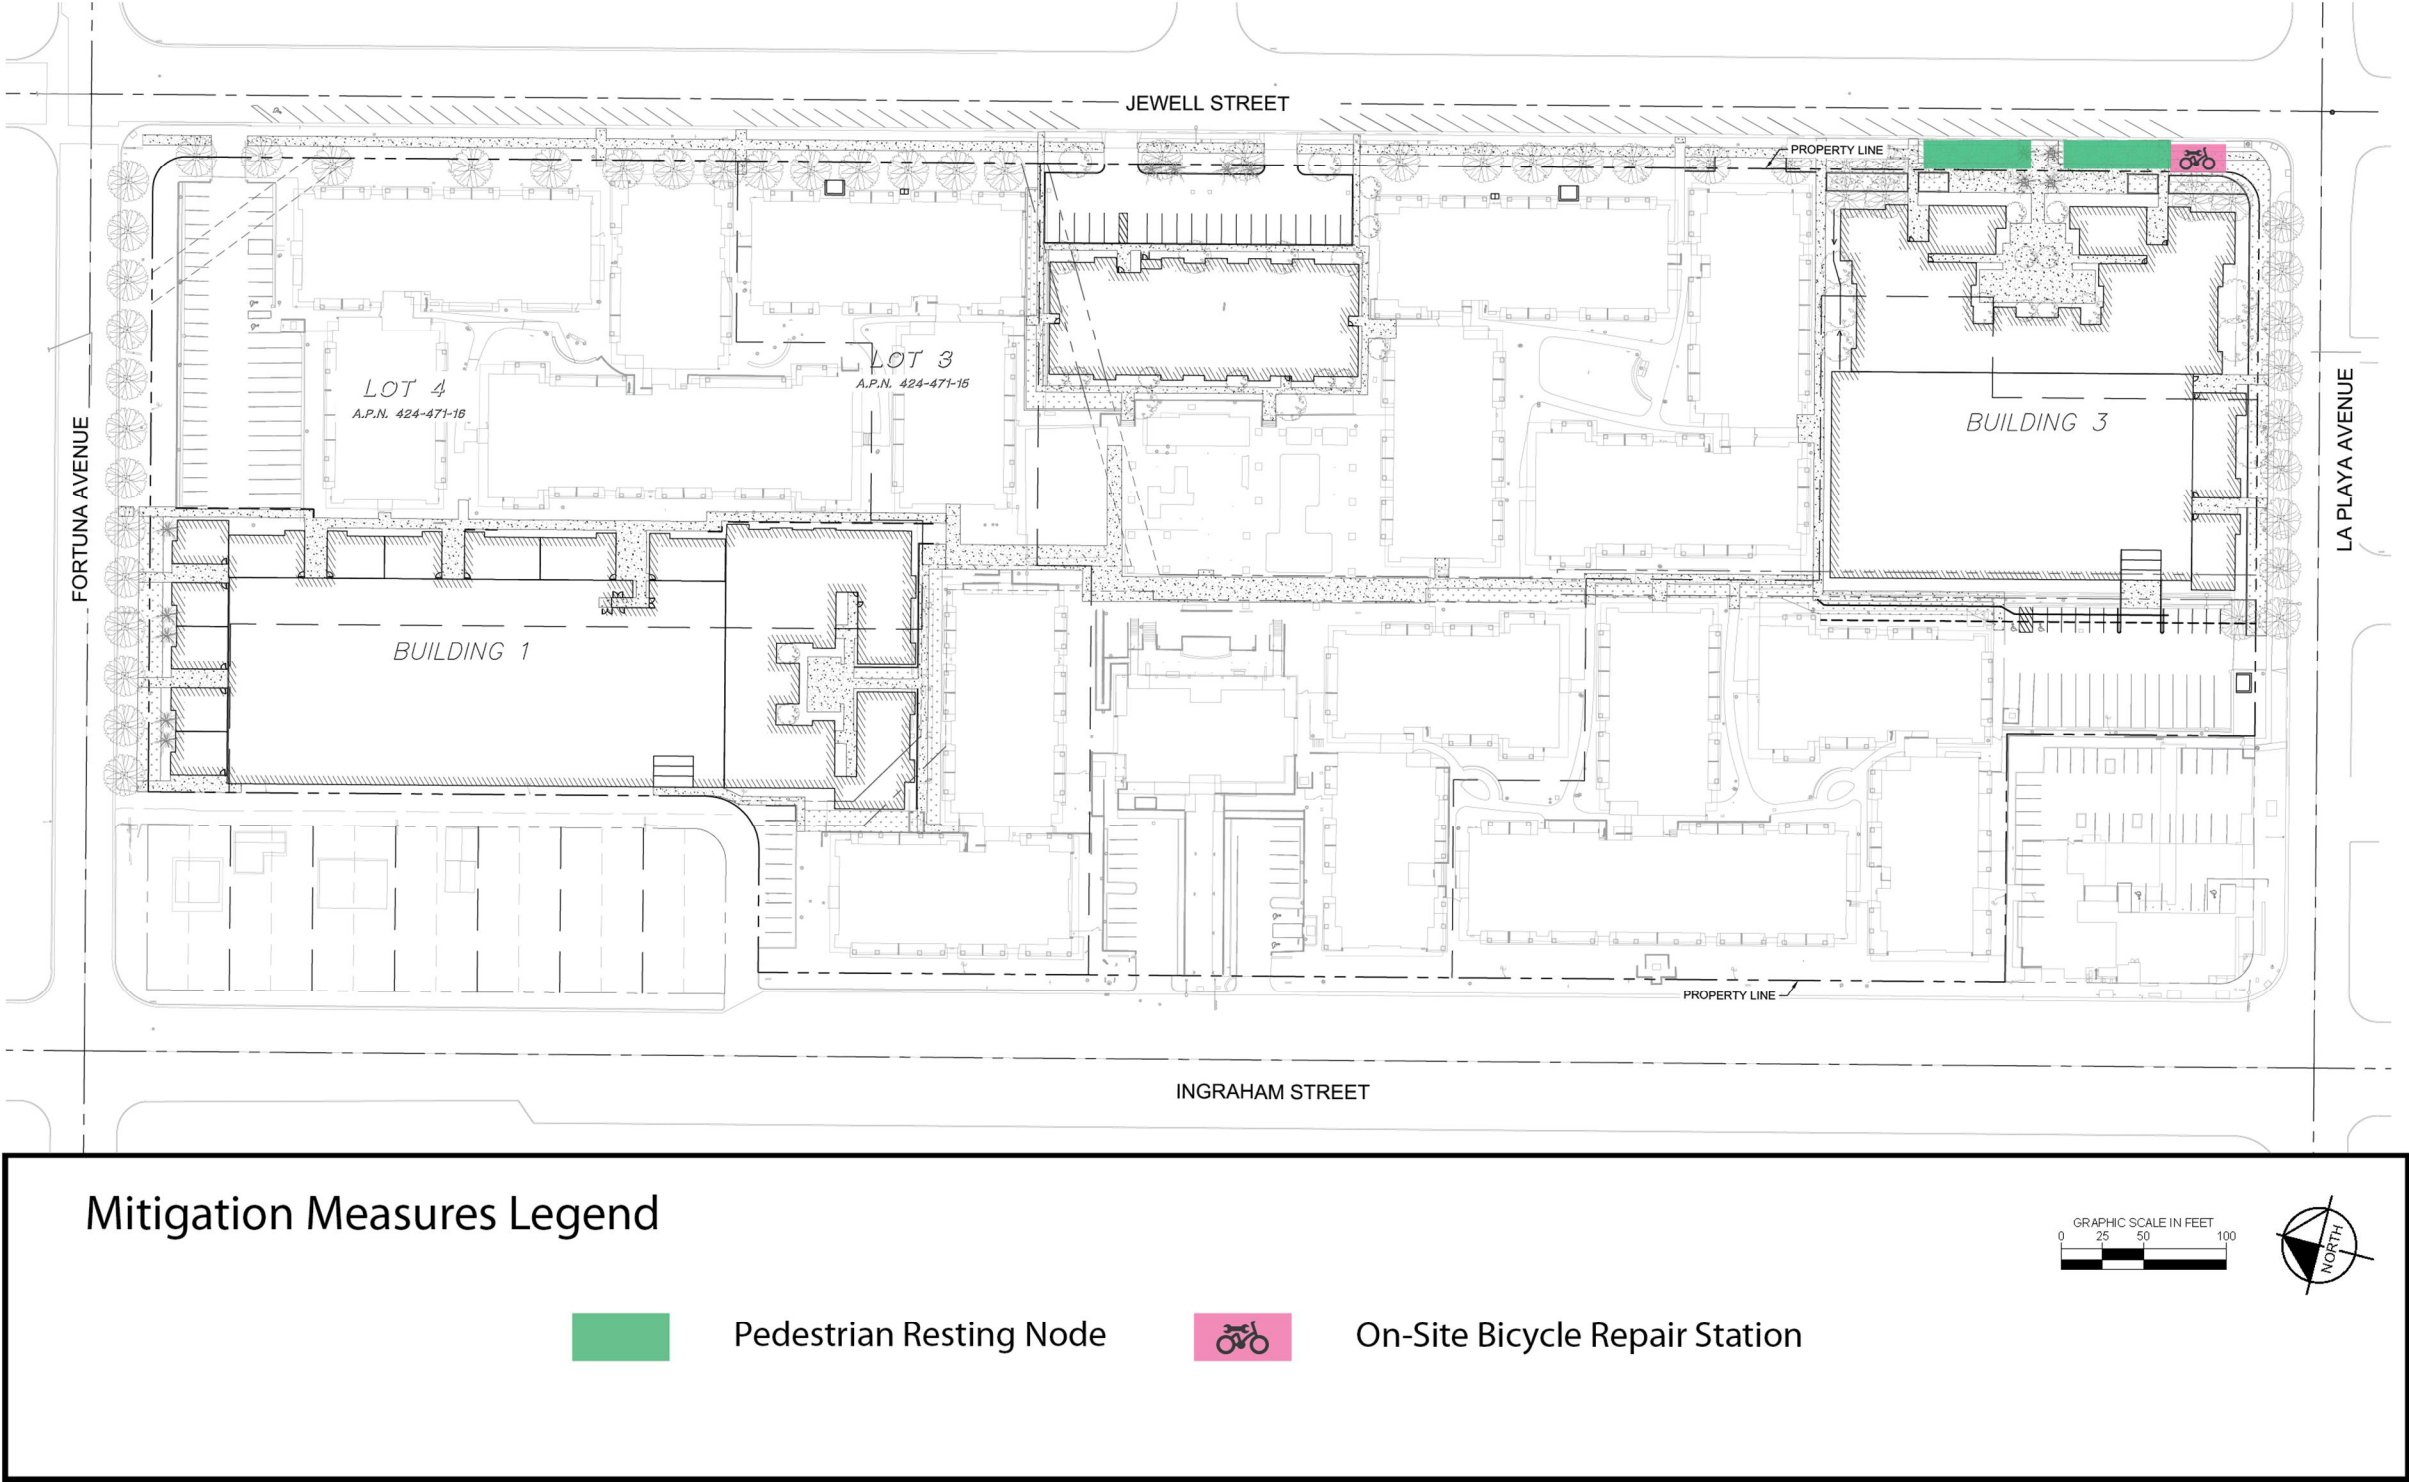 JEWELL STREET
PROPERTY LINE
LOT 4
A.P.N. 424-471-16
LOT 3
A.P.N. 424-471-15
FORTUNA AVENUE
LA PLAYA AVENUE
BUILDING 3
BUILDING 1
PROPERTY LINE
INGRAHAM STREET
Mitigation Measures Legend
GRAPHIC SCALE IN FEET
0 25 50 100
NORTH
Pedestrian Resting Node
On-Site Bicycle Repair Station